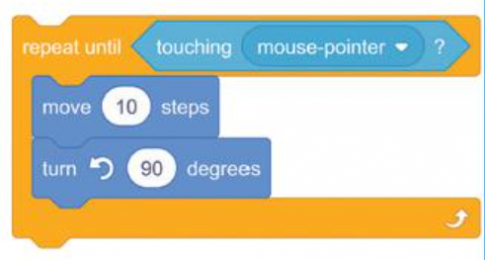 repeat until touching mouse-pointer ?
move 10 steps
turn 90 degrees